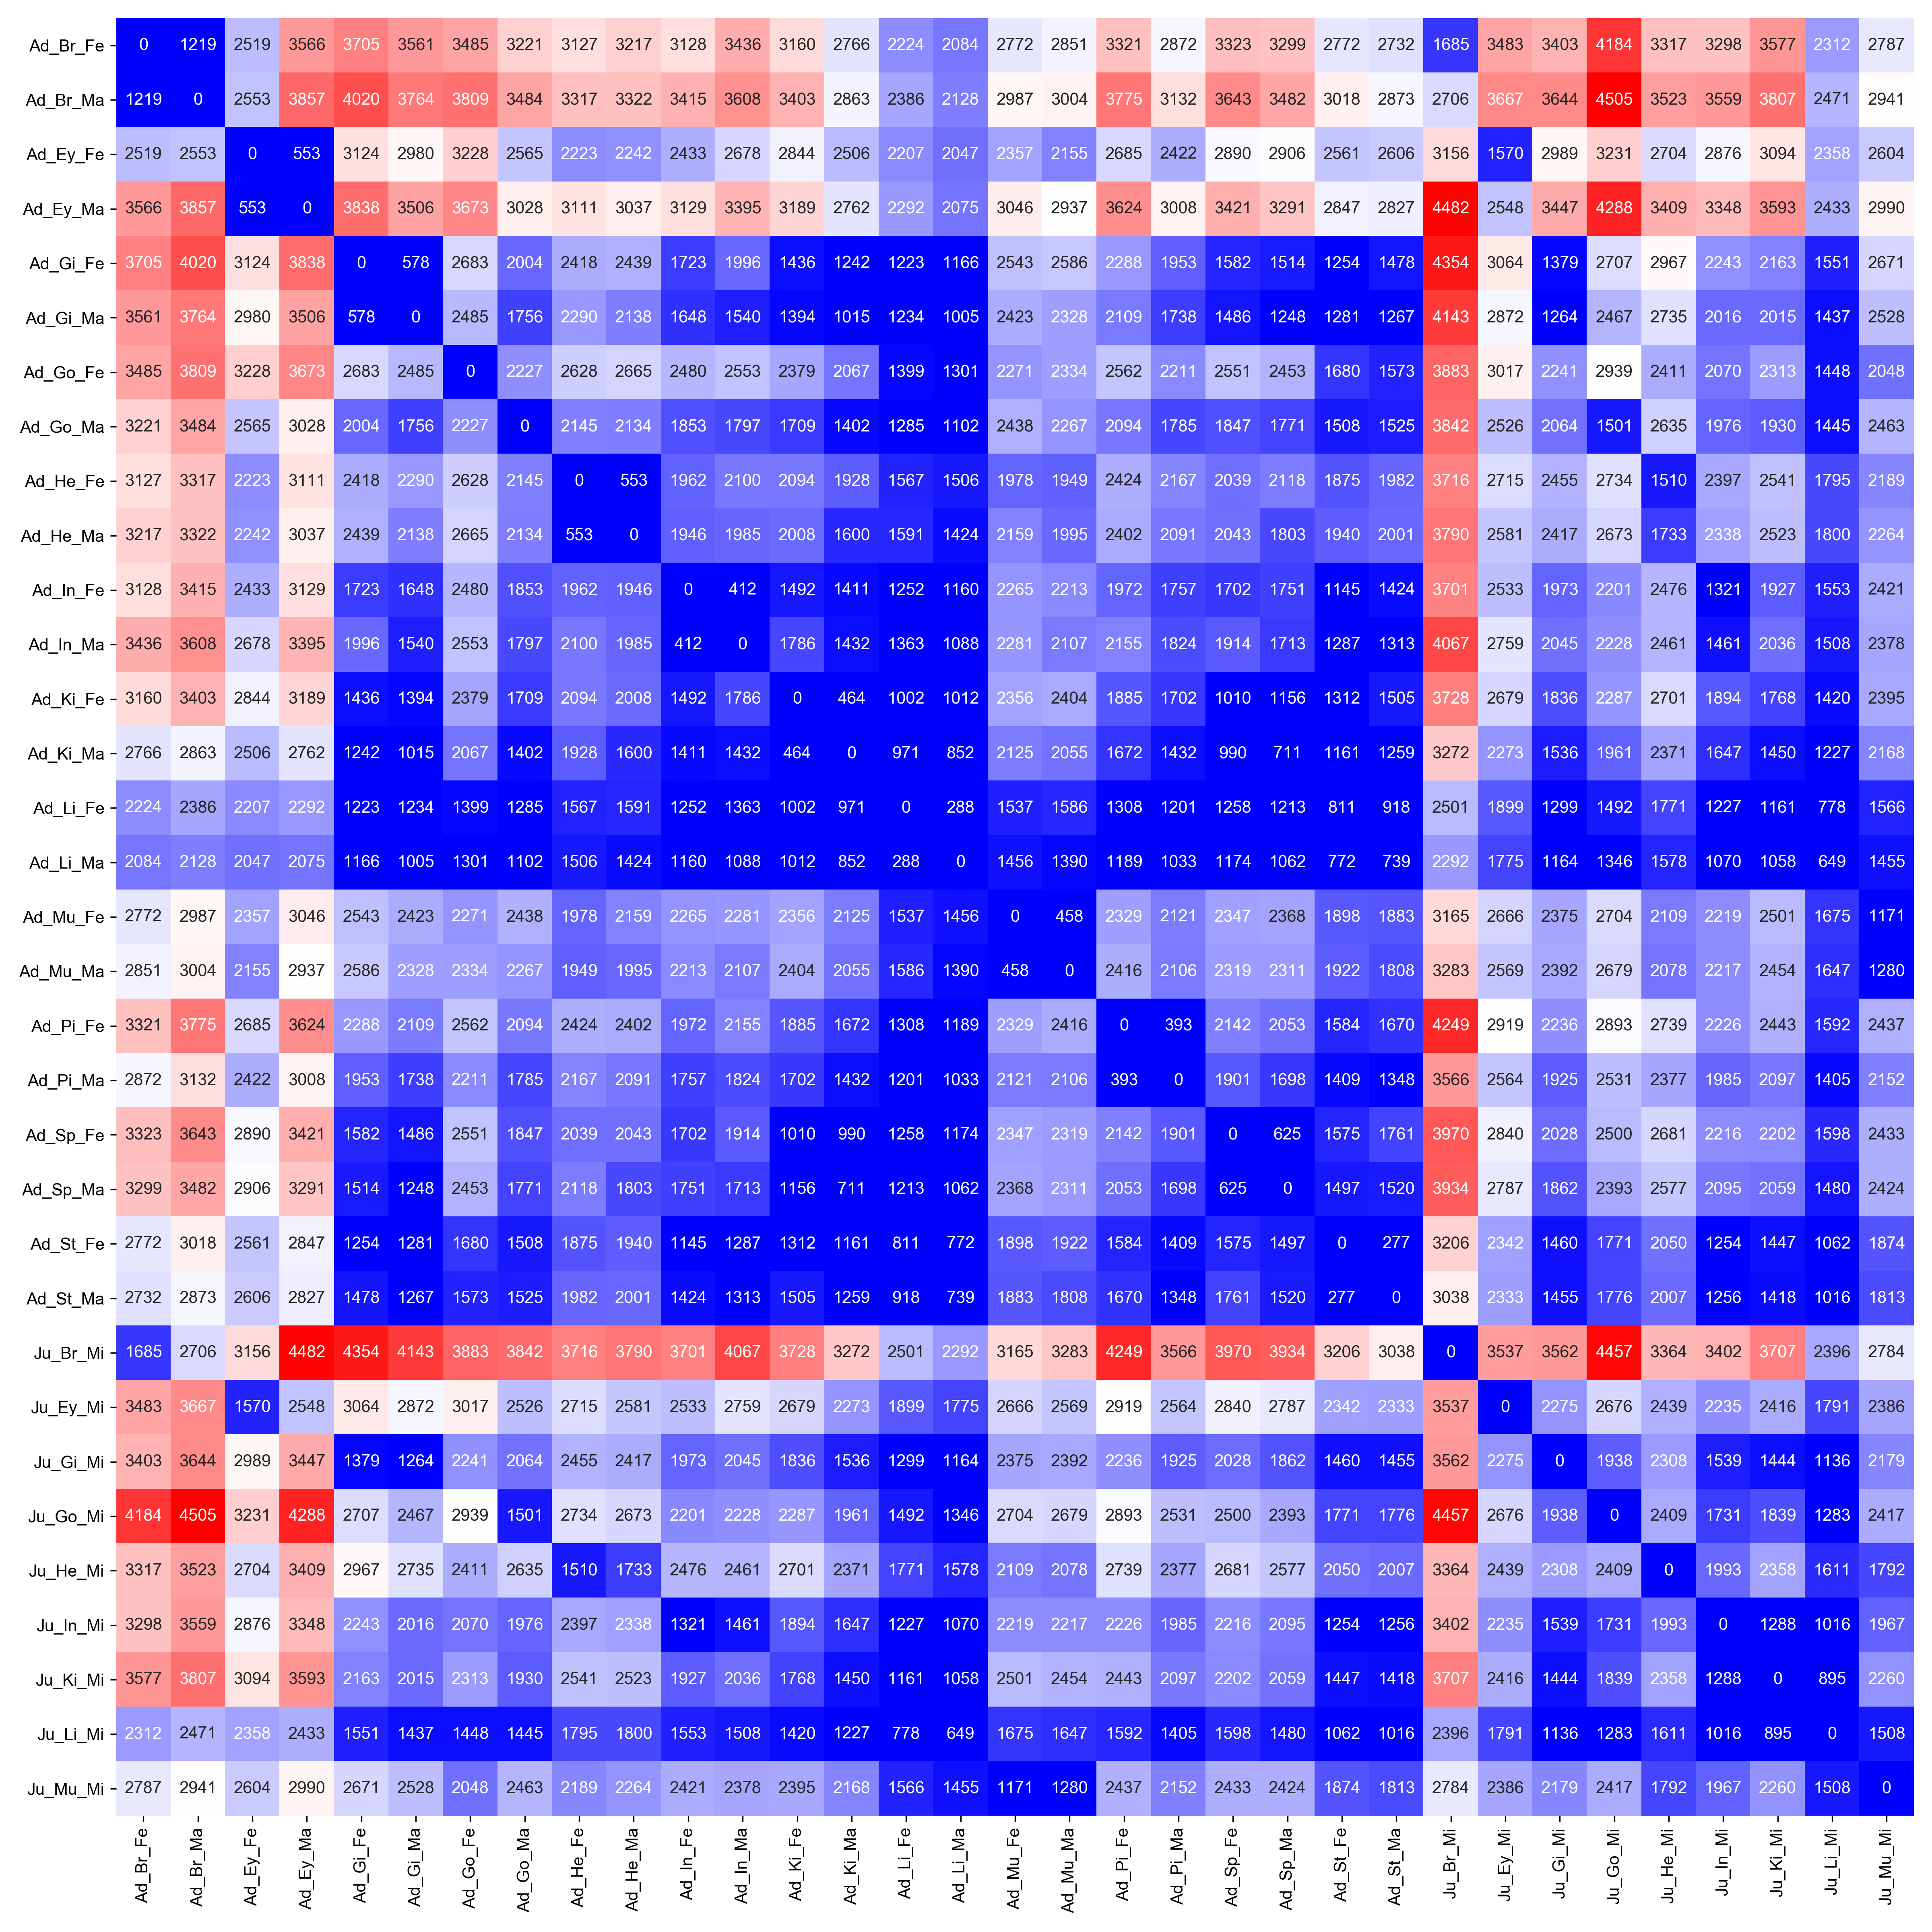 Ad_Br_Fe 0 1219 2519 3566 3705 3561 3485 3221 3127 3217 3128 3436 3160 2766 2224 2084 2772 2851 3321 2872 3323 3299 2772 2732 1685 3483 3403 4184 3317 3298 3577 2312 2787
Ad_Br_Ma 1219 0 2553 3857 4020 3764 3809 3484 3317 3322 3415 3608 3403 2863 2386 2128 2987 3004 3775 3132 3643 3482 3018 2873 2706 3667 3644 4505 3523 3559 3807 2471 2941
Ad_Ey_Fe 2519 2553 0 553 3124 2980 3228 2565 2223 2242 2433 2678 2844 2506 2207 2047 2357 2155 2685 2422 2890 2906 2561 2606 3156 1570 2989 3231 2704 2876 3094 2358 2604
Ad_Ey_Ma 3566 3857 553 0 3838 3506 3673 3028 3111 3037 3129 3395 3189 2762 2292 2075 3046 2937 3624 3008 3421 3291 2847 2827 4482 2548 3447 4288 3409 3348 3593 2433 2990
Ad_Gi_Fe 3705 4020 3124 3838 0 578 2683 2004 2418 2439 1723 1996 1436 1242 1223 1166 2543 2586 2288 1953 1582 1514 1254 1478 4354 3064 1379 2707 2967 2243 2163 1551 2671
Ad_Gi_Ma 3561 3764 2980 3506 578 0 2485 1756 2290 2138 1648 1540 1394 1015 1234 1005 2423 2328 2109 1738 1486 1248 1281 1267 4143 2872 1264 2467 2735 2016 2015 1437 2528
Ad_Go_Fe 3485 3809 3228 3673 2683 2485 0 2227 2628 2665 2480 2553 2379 2067 1399 1301 2271 2334 2562 2211 2551 2453 1680 1573 3883 3017 2241 2939 2411 2070 2313 1448 2048
Ad_Go_Ma 3221 3484 2565 3028 2004 1756 2227 0 2145 2134 1853 1797 1709 1402 1285 1102 2438 2267 2094 1785 1847 1771 1508 1525 3842 2526 2064 1501 2635 1976 1930 1445 2463
Ad_He_Fe 3127 3317 2223 3111 2418 2290 2628 2145 0 553 1962 2100 2094 1928 1567 1506 1978 1949 2424 2167 2039 2118 1875 1982 3716 2715 2455 2734 1510 2397 2541 1795 2189
Ad_He_Ma 3217 3322 2242 3037 2439 2138 2665 2134 553 0 1946 1985 2008 1600 1591 1424 2159 1995 2402 2091 2043 1803 1940 2001 3790 2581 2417 2673 1733 2338 2523 1800 2264
Ad_In_Fe 3128 3415 2433 3129 1723 1648 2480 1853 1962 1946 0 412 1492 1411 1252 1160 2265 2213 1972 1757 1702 1751 1145 1424 3701 2533 1973 2201 2476 1321 1927 1553 2421
Ad_In_Ma 3436 3608 2678 3395 1996 1540 2553 1797 2100 1985 412 0 1786 1432 1363 1088 2281 2107 2155 1824 1914 1713 1287 1313 4067 2759 2045 2228 2461 1461 2036 1508 2378
Ad_Ki_Fe 3160 3403 2844 3189 1436 1394 2379 1709 2094 2008 1492 1786 0 464 1002 1012 2356 2404 1885 1702 1010 1156 1312 1505 3728 2679 1836 2287 2701 1894 1768 1420 2395
Ad_Ki_Ma 2766 2863 2506 2762 1242 1015 2067 1402 1928 1600 1411 1432 464 0 971 852 2125 2055 1672 1432 990 711 1161 1259 3272 2273 1536 1961 2371 1647 1450 1227 2168
Ad_Li_Fe 2224 2386 2207 2292 1223 1234 1399 1285 1567 1591 1252 1363 1002 971 0 288 1537 1586 1308 1201 1258 1213 811 918 2501 1899 1299 1492 1771 1227 1161 778 1566
Ad_Li_Ma 2084 2128 2047 2075 1166 1005 1301 1102 1506 1424 1160 1088 1012 852 288 0 1456 1390 1189 1033 1174 1062 772 739 2292 1775 1164 1346 1578 1070 1058 649 1455
Ad_Mu_Fe 2772 2987 2357 3046 2543 2423 2271 2438 1978 2159 2265 2281 2356 2125 1537 1456 0 458 2329 2121 2347 2368 1898 1883 3165 2666 2375 2704 2109 2219 2501 1675 1171
Ad_Mu_Ma 2851 3004 2155 2937 2586 2328 2334 2267 1949 1995 2213 2107 2404 2055 1586 1390 458 0 2416 2106 2319 2311 1922 1808 3283 2569 2392 2679 2078 2217 2454 1647 1280
Ad_Pi_Fe 3321 3775 2685 3624 2288 2109 2562 2094 2424 2402 1972 2155 1885 1672 1308 1189 2329 2416 0 393 2142 2053 1584 1670 4249 2919 2236 2893 2739 2226 2443 1592 2437
Ad_Pi_Ma 2872 3132 2422 3008 1953 1738 2211 1785 2167 2091 1757 1824 1702 1432 1201 1033 2121 2106 393 0 1901 1698 1409 1348 3566 2564 1925 2531 2377 1985 2097 1405 2152
Ad_Sp_Fe 3323 3643 2890 3421 1582 1486 2551 1847 2039 2043 1702 1914 1010 990 1258 1174 2347 2319 2142 1901 0 625 1575 1761 3970 2840 2028 2500 2681 2216 2202 1598 2433
Ad_Sp_Ma 3299 3482 2906 3291 1514 1248 2453 1771 2118 1803 1751 1713 1156 711 1213 1062 2368 2311 2053 1698 625 0 1497 1520 3934 2787 1862 2393 2577 2095 2059 1480 2424
Ad_St_Fe 2772 3018 2561 2847 1254 1281 1680 1508 1875 1940 1145 1287 1312 1161 811 772 1898 1922 1584 1409 1575 1497 0 277 3206 2342 1460 1771 2050 1254 1447 1062 1874
Ad_St_Ma 2732 2873 2606 2827 1478 1267 1573 1525 1982 2001 1424 1313 1505 1259 918 739 1883 1808 1670 1348 1761 1520 277 0 3038 2333 1455 1776 2007 1256 1418 1016 1813
Ju_Br_Mi 1685 2706 3156 4482 4354 4143 3883 3842 3716 3790 3701 4067 3728 3272 2501 2292 3165 3283 4249 3566 3970 3934 3206 3038 0 3537 3562 4457 3364 3402 3707 2396 2784
Ju_Ey_Mi 3483 3667 1570 2548 3064 2872 3017 2526 2715 2581 2533 2759 2679 2273 1899 1775 2666 2569 2919 2564 2840 2787 2342 2333 3537 0 2275 2676 2439 2235 2416 1791 2386
Ju_Gi_Mi 3403 3644 2989 3447 1379 1264 2241 2064 2455 2417 1973 2045 1836 1536 1299 1164 2375 2392 2236 1925 2028 1862 1460 1455 3562 2275 0 1938 2308 1539 1444 1136 2179
Ju_Go_Mi 4184 4505 3231 4288 2707 2467 2939 1501 2734 2673 2201 2228 2287 1961 1492 1346 2704 2679 2893 2531 2500 2393 1771 1776 4457 2676 1938 0 2409 1731 1839 1283 2417
Ju_He_Mi 3317 3523 2704 3409 2967 2735 2411 2635 1510 1733 2476 2461 2701 2371 1771 1578 2109 2078 2739 2377 2681 2577 2050 2007 3364 2439 2308 2409 0 1993 2358 1611 1792
Ju_In_Mi 3298 3559 2876 3348 2243 2016 2070 1976 2397 2338 1321 1461 1894 1647 1227 1070 2219 2217 2226 1985 2216 2095 1254 1256 3402 2235 1539 1731 1993 0 1288 1016 1967
Ju_Ki_Mi 3577 3807 3094 3593 2163 2015 2313 1930 2541 2523 1927 2036 1768 1450 1161 1058 2501 2454 2443 2097 2202 2059 1447 1418 3707 2416 1444 1839 2358 1288 0 895 2260
Ju_Li_Mi 2312 2471 2358 2433 1551 1437 1448 1445 1795 1800 1553 1508 1420 1227 778 649 1675 1647 1592 1405 1598 1480 1062 1016 2396 1791 1136 1283 1611 1016 895 0 1508
Ju_Mu_Mi 2787 2941 2604 2990 2671 2528 2048 2463 2189 2264 2421 2378 2395 2168 1566 1455 1171 1280 2437 2152 2433 2424 1874 1813 2784 2386 2179 2417 1792 1967 2260 1508 0
Ad_Br_Fe Ad_Br_Ma Ad_Ey_Fe Ad_Ey_Ma Ad_Gi_Fe Ad_Gi_Ma Ad_Go_Fe Ad_Go_Ma Ad_He_Fe Ad_He_Ma Ad_In_Fe Ad_In_Ma Ad_Ki_Fe Ad_Ki_Ma Ad_Li_Fe Ad_Li_Ma Ad_Mu_Fe Ad_Mu_Ma Ad_Pi_Fe Ad_Pi_Ma Ad_Sp_Fe Ad_Sp_Ma Ad_St_Fe Ad_St_Ma Ju_Br_Mi Ju_Ey_Mi Ju_Gi_Mi Ju_Go_Mi Ju_He_Mi Ju_In_Mi Ju_Ki_Mi Ju_Li_Mi Ju_Mu_Mi